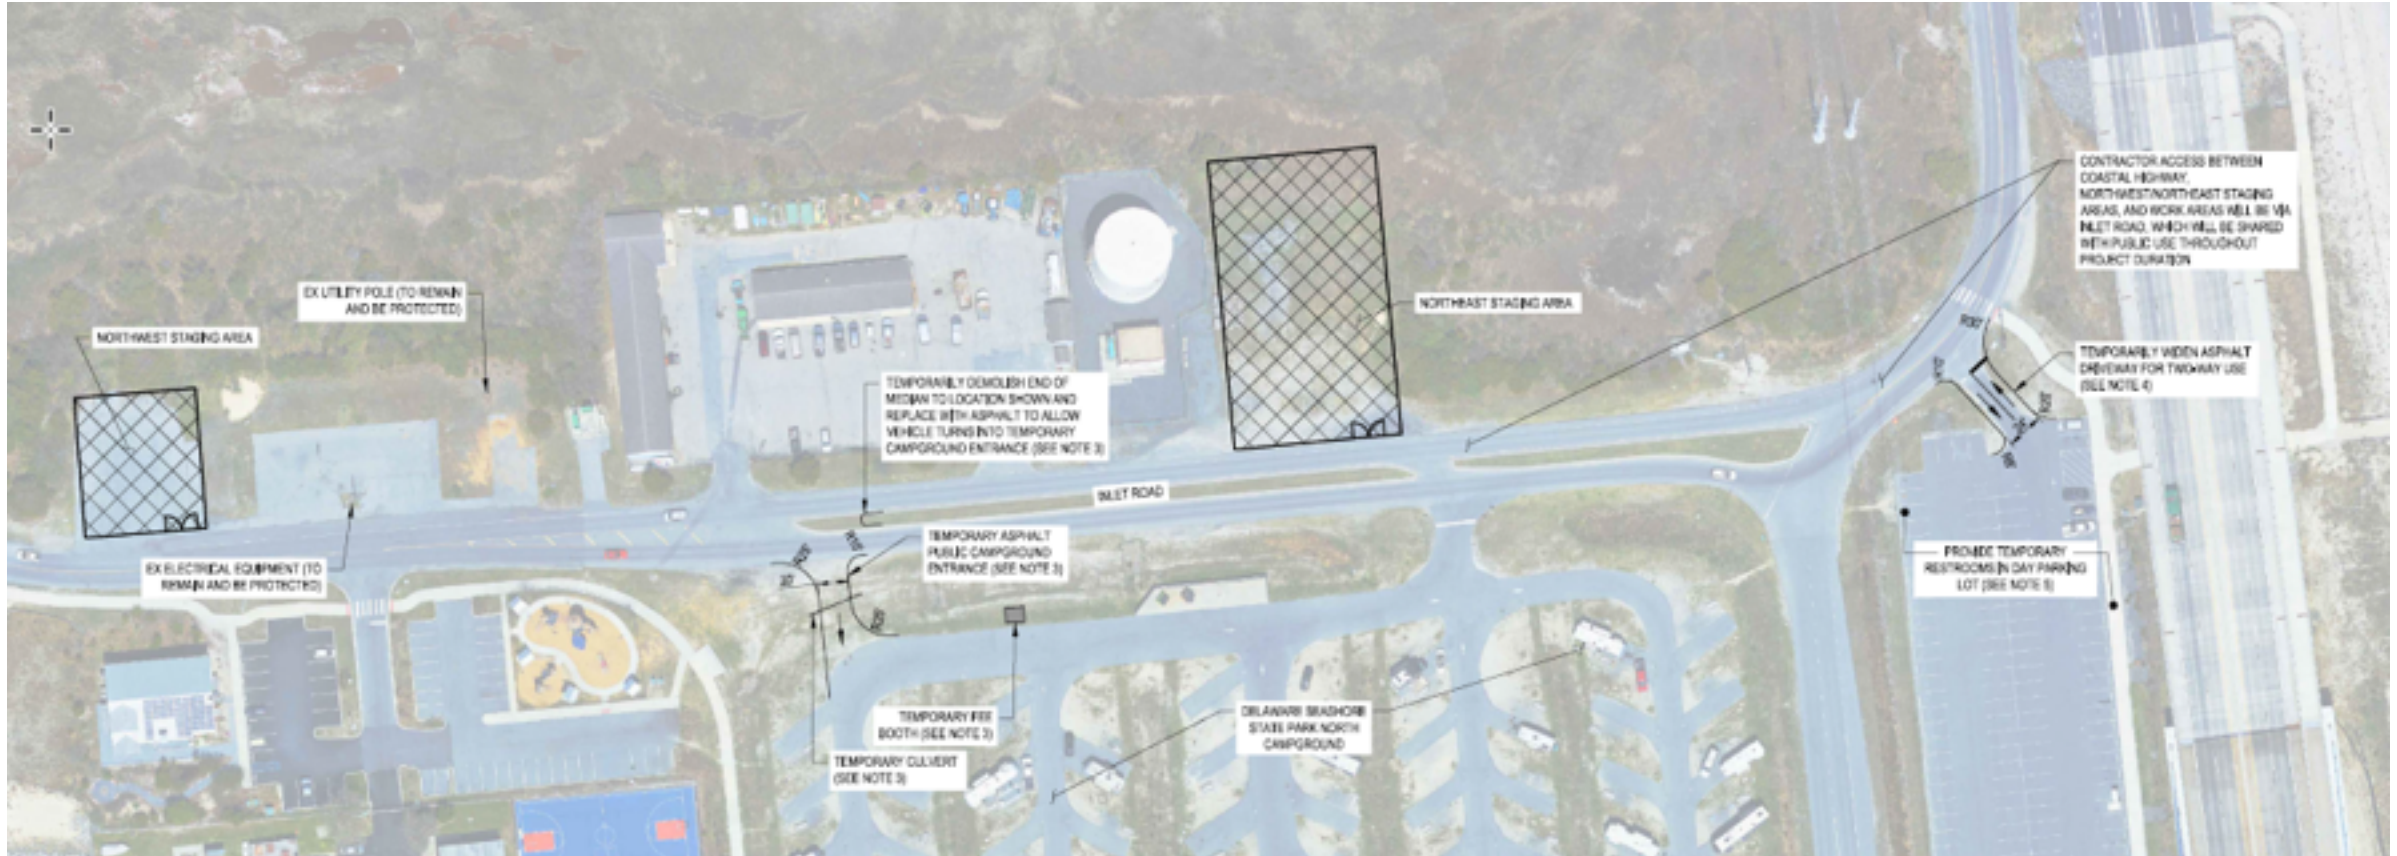 CONTRACTOR ACCESS BETWEEN
COASTAL HIGHWAY,
NORTHWEST/NORTHEAST STAGING
AREAS, AND WORK AREAS WILL BE VIA
INLET ROAD, WHICH WILL BE SHARED
WITH PUBLIC USE THROUGHOUT
PROJECT DURATION
EX UTILITY POLE (TO REMAIN
AND BE PROTECTED)
NORTHEAST STAGING AREA
NORTHWEST STAGING AREA
R30'
TEMPORARILY WIDEN ASPHALT
DRIVEWAY FOR TWO-WAY USE
(SEE NOTE 4)
TEMPORARILY DEMOLISH END OF
MEDIAN TO LOCATION SHOWN AND
REPLACE WITH ASPHALT TO ALLOW
VEHICLE TURNS INTO TEMPORARY
CAMPGROUND ENTRANCE (SEE NOTE 3)
INLET ROAD
TEMPORARY ASPHALT
PUBLIC CAMPGROUND
ENTRANCE (SEE NOTE 3)
EX ELECTRICAL EQUIPMENT (TO
REMAIN AND BE PROTECTED)
PROVIDE TEMPORARY
RESTROOMS IN DAY PARKING
LOT (SEE NOTE 5)
TEMPORARY FEE
BOOTH (SEE NOTE 3)
DELAWARE SEASHORE
STATE PARK NORTH
CAMPGROUND
TEMPORARY CULVERT
(SEE NOTE 3)